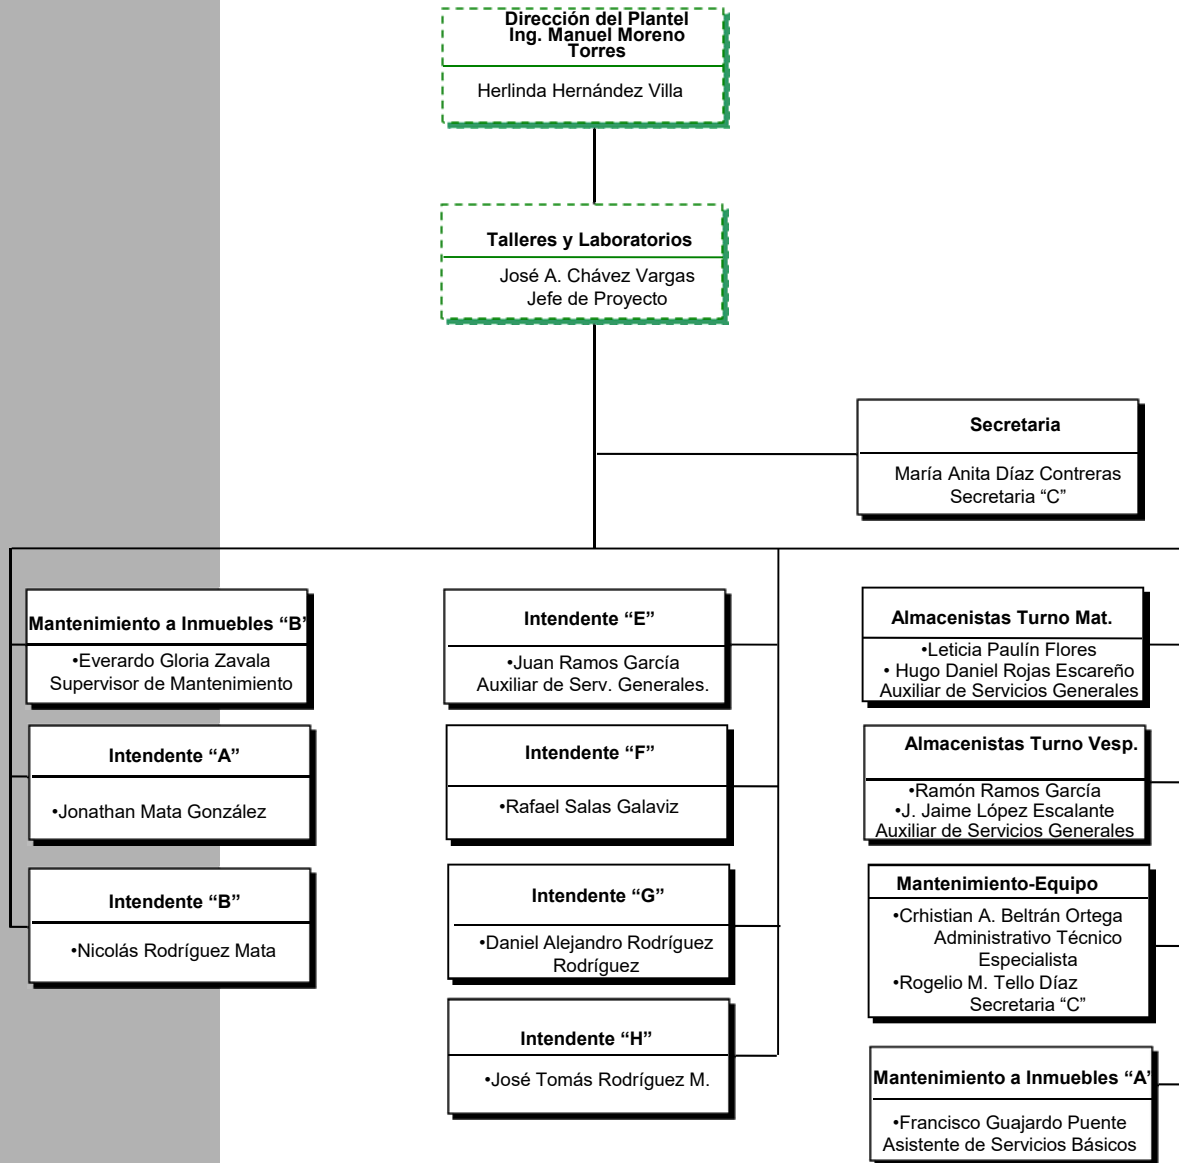 Dirección del Plantel
Ing. Manuel Moreno
Torres
Herlinda Hernández Villa
Talleres y Laboratorios
José A. Chávez Vargas
Jefe de Proyecto
Secretaria
María Anita Díaz Contreras
Secretaria “C”
Mantenimiento a Inmuebles “B”
•Everardo Gloria Zavala
Supervisor de Mantenimiento
Intendente “A”
•Jonathan Mata González
Intendente “B”
•Nicolás Rodríguez Mata
Intendente “E”
•Juan Ramos García
Auxiliar de Serv. Generales.
Intendente “F”
•Rafael Salas Galaviz
Intendente “G”
•Daniel Alejandro Rodríguez
Rodríguez
Intendente “H”
•José Tomás Rodríguez M.
Almacenistas Turno Mat.
•Leticia Paulín Flores
• Hugo Daniel Rojas Escareño
Auxiliar de Servicios Generales
Almacenistas Turno Vesp.
•Ramón Ramos García
•J. Jaime López Escalante
Auxiliar de Servicios Generales
Mantenimiento-Equipo
•Crhistian A. Beltrán Ortega
Administrativo Técnico
Especialista
•Rogelio M. Tello Díaz
Secretaria “C”
Mantenimiento a Inmuebles “A”
•Francisco Guajardo Puente
Asistente de Servicios Básicos